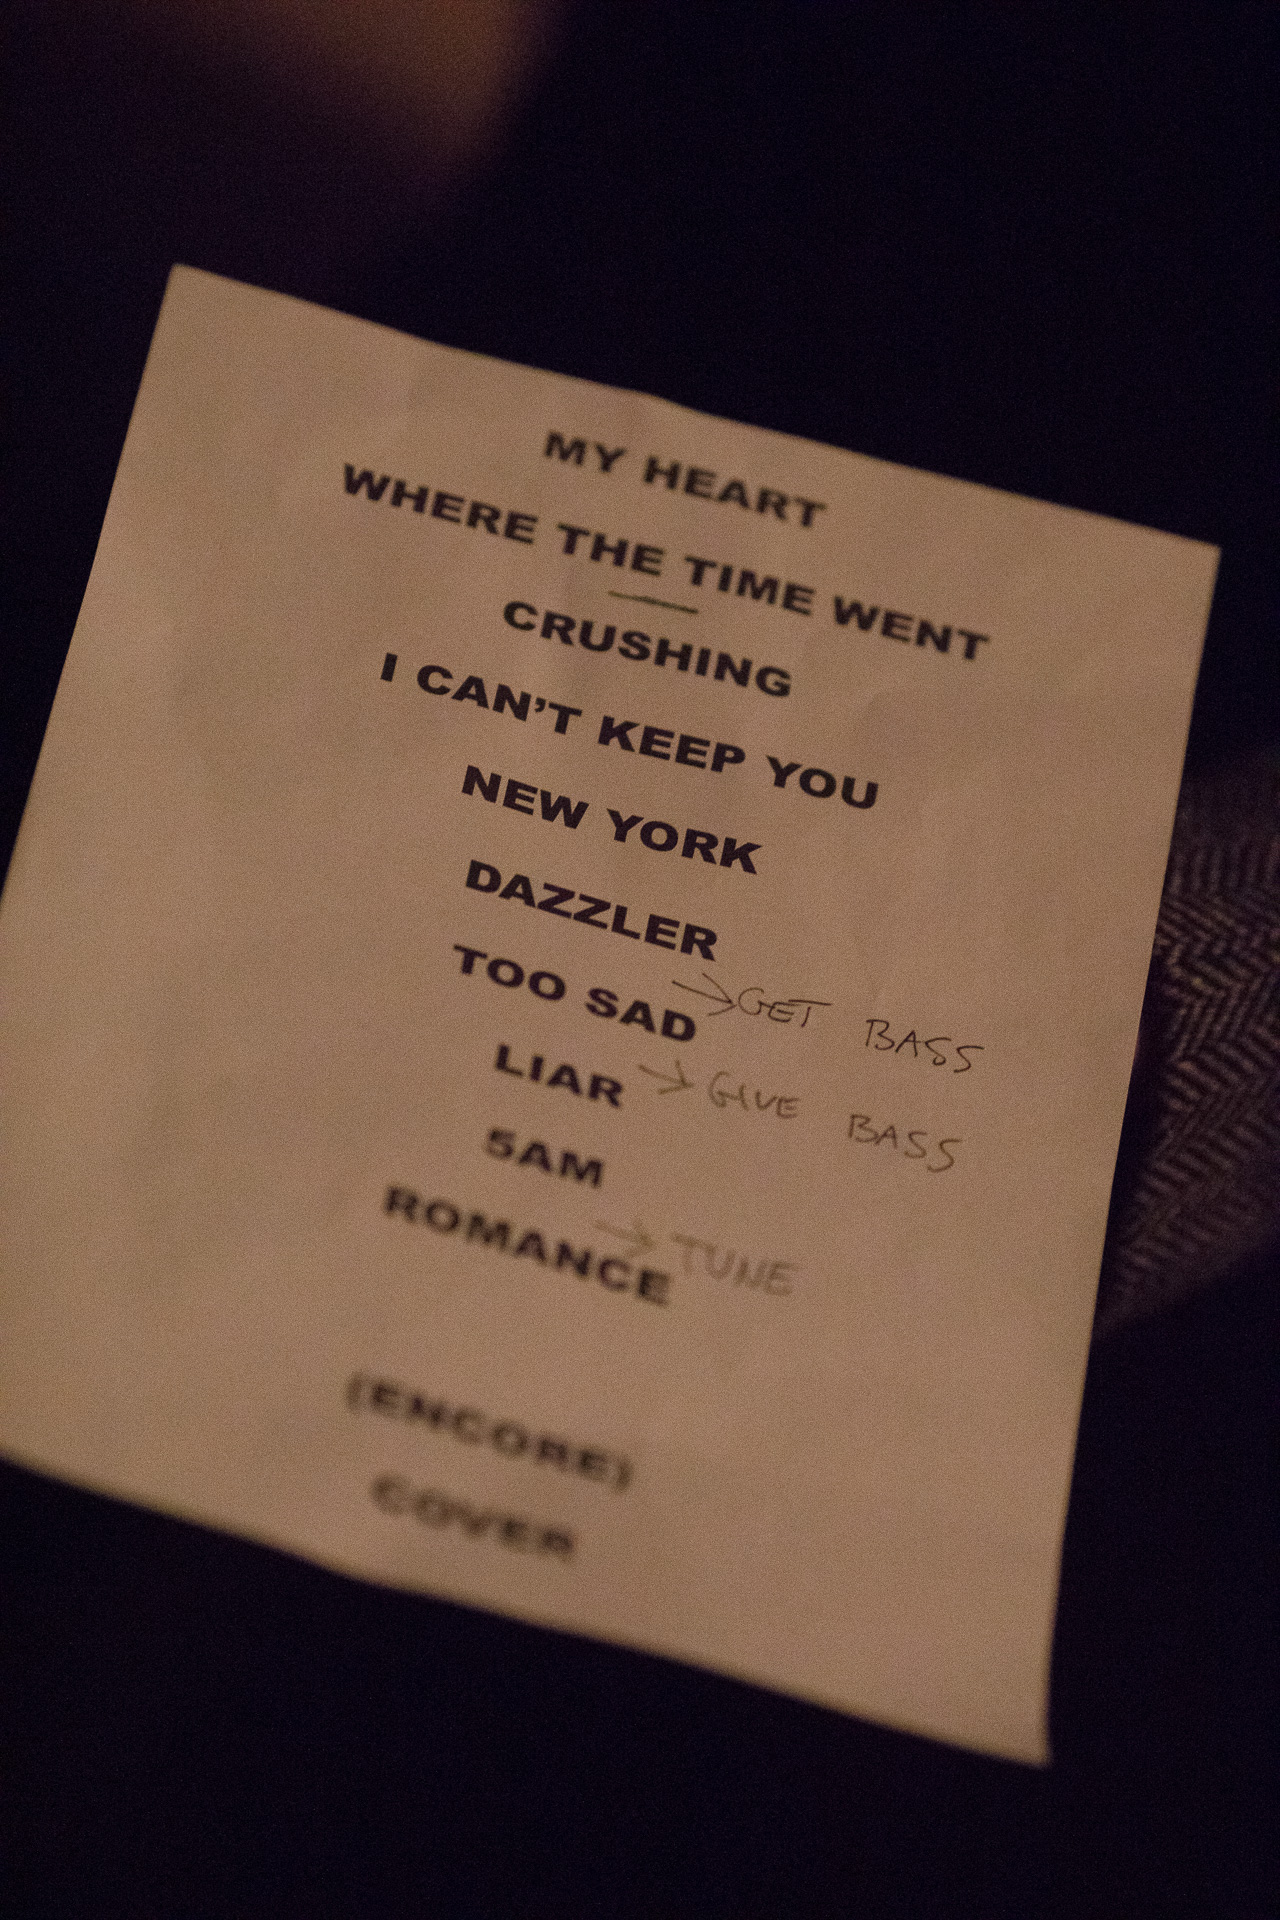 MY HEART
WHERE THE TIME WENT
CRUSHING
I CAN'T KEEP YOU
NEW YORK
DAZZLER
→ GET BASS
TOO SAD
→ GIVE BASS
LIAR
5AM
→ TUNE
ROMANCE
(ENCORE)
COVER